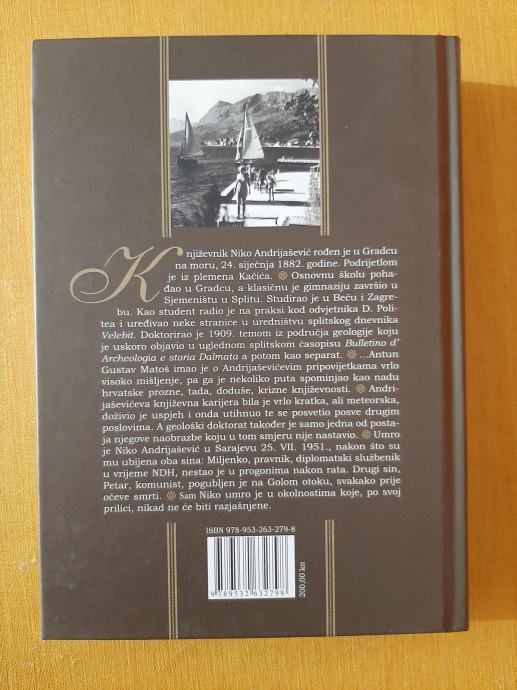 Književnik Niko Andrijašević rođen je u Gradcu
na moru, 24. siječnja 1882. godine. Podrijetlom
je iz plemena Kačića. Osnovnu školu poha-
đao u Gradcu, a klasičnu je gimnaziju završio u
Sjemeništu u Splitu. Studirao je u Beču i Zagre-
bu. Kao student radio je na praksi kod odvjetnika D. Poli-
tea i uređivao neke stranice u uredništvu splitskog dnevnika
Velebit. Doktorirao je 1909. temom iz područja geologije koju
je uskoro objavio u uglednom splitskom časopisu Bulletino d'
Archeologia e storia Dalmata a potom kao separat. ...Antun
Gustav Matoš imao je o Andrijaševićevim pripovijetkama vrlo
visoko mišljenje, pa ga je nekoliko puta spominjao kao nadu
hrvatske prozne, tada, doduše, krizne književnosti. Andri-
jaševićeva književna karijera bila je vrlo kratka, ali meteorska,
doživio je uspjeh i onda utihnuo te se posvetio posve drugim
poslovima. A geološki doktorat također je samo jedna od posta-
ja njegove naobrazbe koju u tom smjeru nije nastavio. Umro
je Niko Andrijašević u Sarajevu 25. VII. 1951., nakon što su
mu ubijena oba sina: Miljenko, pravnik, diplomatski službenik
u vrijeme NDH, nestao je u progonima nakon rata. Drugi sin,
Petar, komunist, pogubljen je na Golom otoku, svakako prije
očeve smrti. Sam Niko umro je u okolnostima koje, po svoj
prilici, nikad ne će biti razjašnjene.
ISBN 978-953-263-279-8
9 789532 632798
200,00 kn